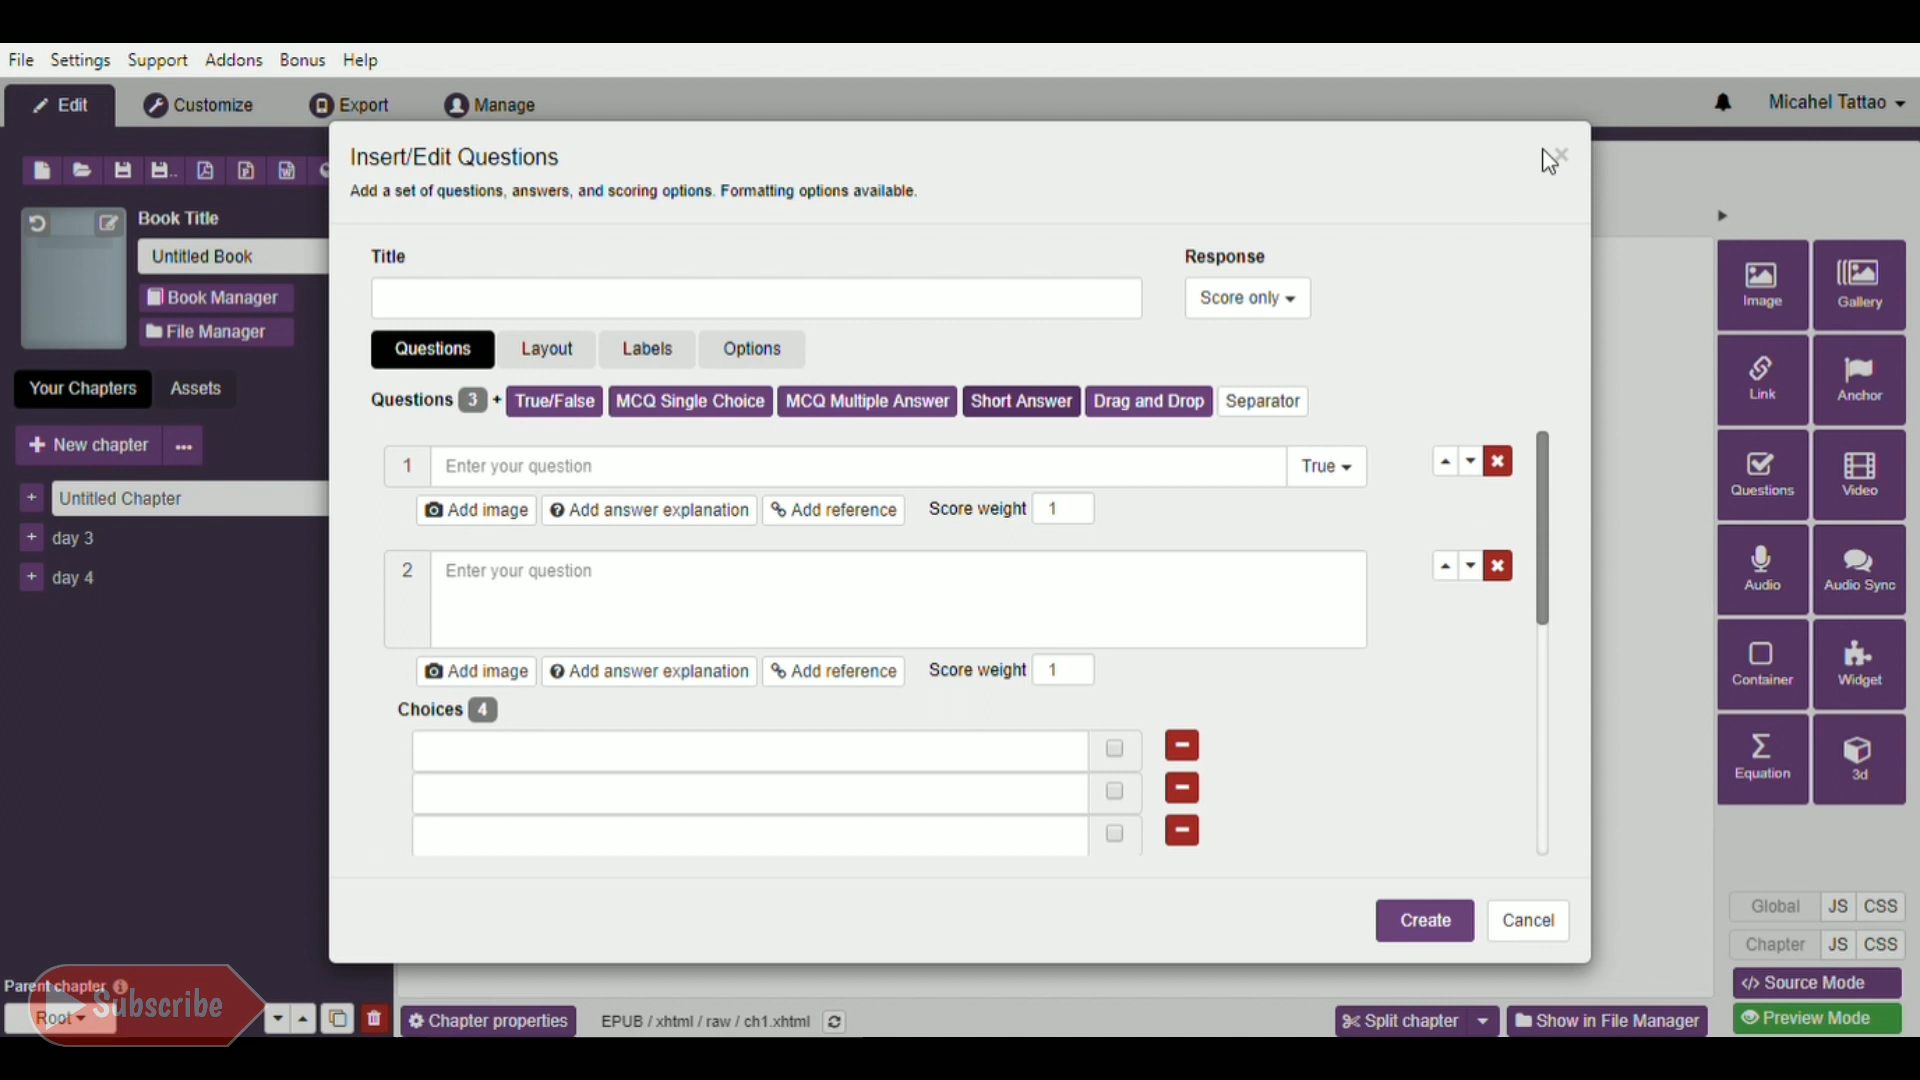 File Settings Support Addons Bonus Help
Edit Customize Export Manage Micahel Tattao
Insert/Edit Questions
Add a set of questions, answers, and scoring options. Formatting options available.
Book Title
Untitled Book
Book Manager
File Manager
Your Chapters Assets
+ New chapter ...
+ Untitled Chapter
+ day 3
+ day 4
Title Response
Score only
Questions Layout Labels Options
Questions 3 + True/False MCQ Single Choice MCQ Multiple Answer Short Answer Drag and Drop Separator
1 Enter your question True
Add image Add answer explanation Add reference Score weight 1
2 Enter your question
Add image Add answer explanation Add reference Score weight 1
Choices 4
Create Cancel
Image Gallery
Link Anchor
Questions Video
Audio Audio Sync
Container Widget
Equation 3d
Global JS CSS
Chapter JS CSS
</> Source Mode
Preview Mode
Parent chapter
Root
Subscribe
Chapter properties EPUB / xhtml / raw / ch1.xhtml Split chapter Show in File Manager